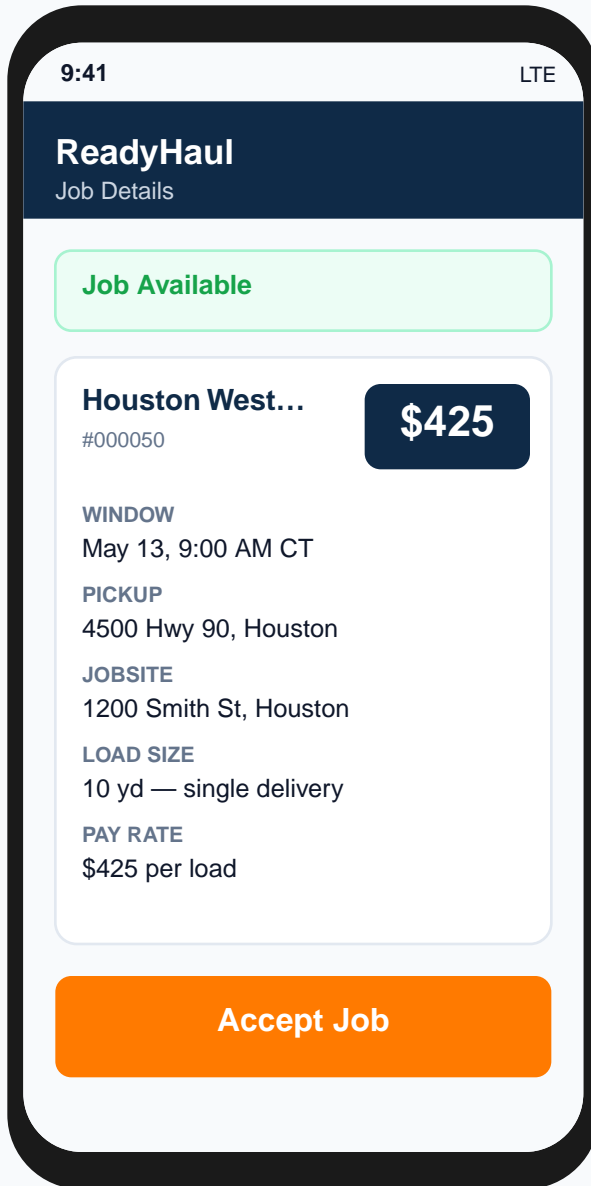 9:41
LTE
ReadyHaul
Job Details
Job Available
Houston West…
$425
#000050
WINDOW
May 13, 9:00 AM CT
PICKUP
4500 Hwy 90, Houston
JOBSITE
1200 Smith St, Houston
LOAD SIZE
10 yd — single delivery
PAY RATE
$425 per load
Accept Job